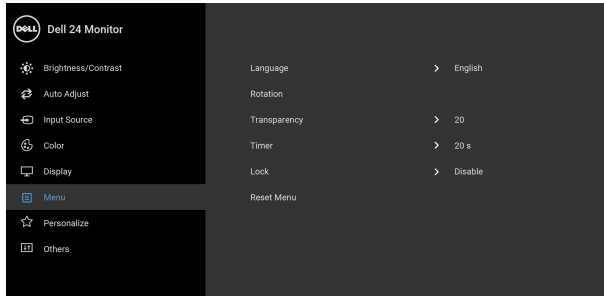 DELL Dell 24 Monitor
Brightness/Contrast
Auto Adjust
Input Source
Color
Display
Menu
Personalize
Others
Language English
Rotation
Transparency 20
Timer 20 s
Lock Disable
Reset Menu